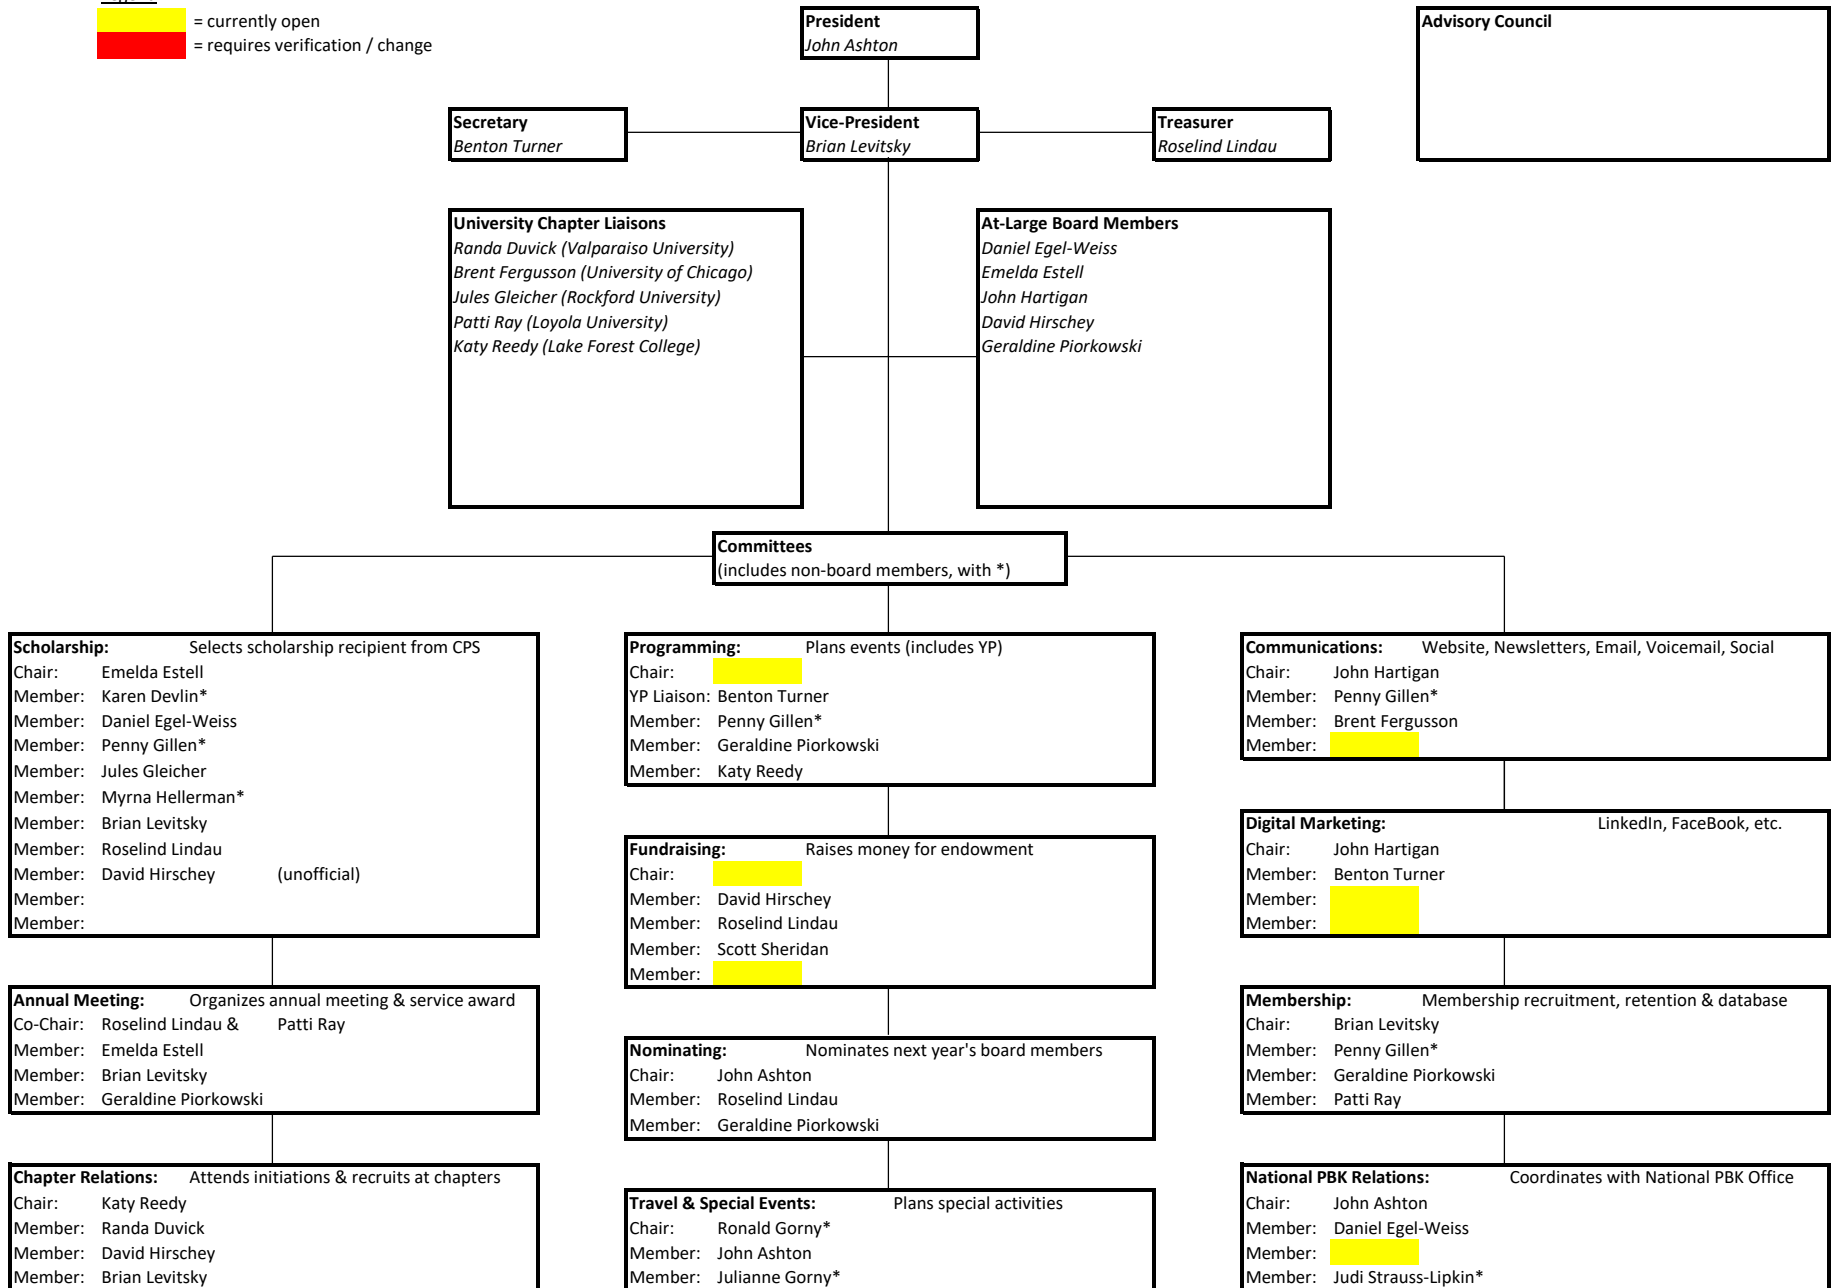 = currently open
= requires verification / change
President
John Ashton
Advisory Council
Secretary
Benton Turner
Vice-President
Brian Levitsky
Treasurer
Roselind Lindau
University Chapter Liaisons
Randa Duvick (Valparaiso University)
Brent Fergusson (University of Chicago)
Jules Gleicher (Rockford University)
Patti Ray (Loyola University)
Katy Reedy (Lake Forest College)
At-Large Board Members
Daniel Egel-Weiss
Emelda Estell
John Hartigan
David Hirschey
Geraldine Piorkowski
Committees
(includes non-board members, with *)
Scholarship: Selects scholarship recipient from CPS
Chair: Emelda Estell
Member: Karen Devlin*
Member: Daniel Egel-Weiss
Member: Penny Gillen*
Member: Jules Gleicher
Member: Myrna Hellerman*
Member: Brian Levitsky
Member: Roselind Lindau
Member: David Hirschey (unofficial)
Member:
Member:
Annual Meeting: Organizes annual meeting & service award
Co-Chair: Roselind Lindau & Patti Ray
Member: Emelda Estell
Member: Brian Levitsky
Member: Geraldine Piorkowski
Chapter Relations: Attends initiations & recruits at chapters
Chair: Katy Reedy
Member: Randa Duvick
Member: David Hirschey
Member: Brian Levitsky
Programming: Plans events (includes YP)
Chair:
YP Liaison: Benton Turner
Member: Penny Gillen*
Member: Geraldine Piorkowski
Member: Katy Reedy
Fundraising: Raises money for endowment
Chair:
Member: David Hirschey
Member: Roselind Lindau
Member: Scott Sheridan
Member:
Nominating: Nominates next year's board members
Chair: John Ashton
Member: Roselind Lindau
Member: Geraldine Piorkowski
Travel & Special Events: Plans special activities
Chair: Ronald Gorny*
Member: John Ashton
Member: Julianne Gorny*
Communications: Website, Newsletters, Email, Voicemail, Social
Chair: John Hartigan
Member: Penny Gillen*
Member: Brent Fergusson
Member:
Digital Marketing: LinkedIn, FaceBook, etc.
Chair: John Hartigan
Member: Benton Turner
Member:
Member:
Membership: Membership recruitment, retention & database
Chair: Brian Levitsky
Member: Penny Gillen*
Member: Geraldine Piorkowski
Member: Patti Ray
National PBK Relations: Coordinates with National PBK Office
Chair: John Ashton
Member: Daniel Egel-Weiss
Member:
Member: Judi Strauss-Lipkin*